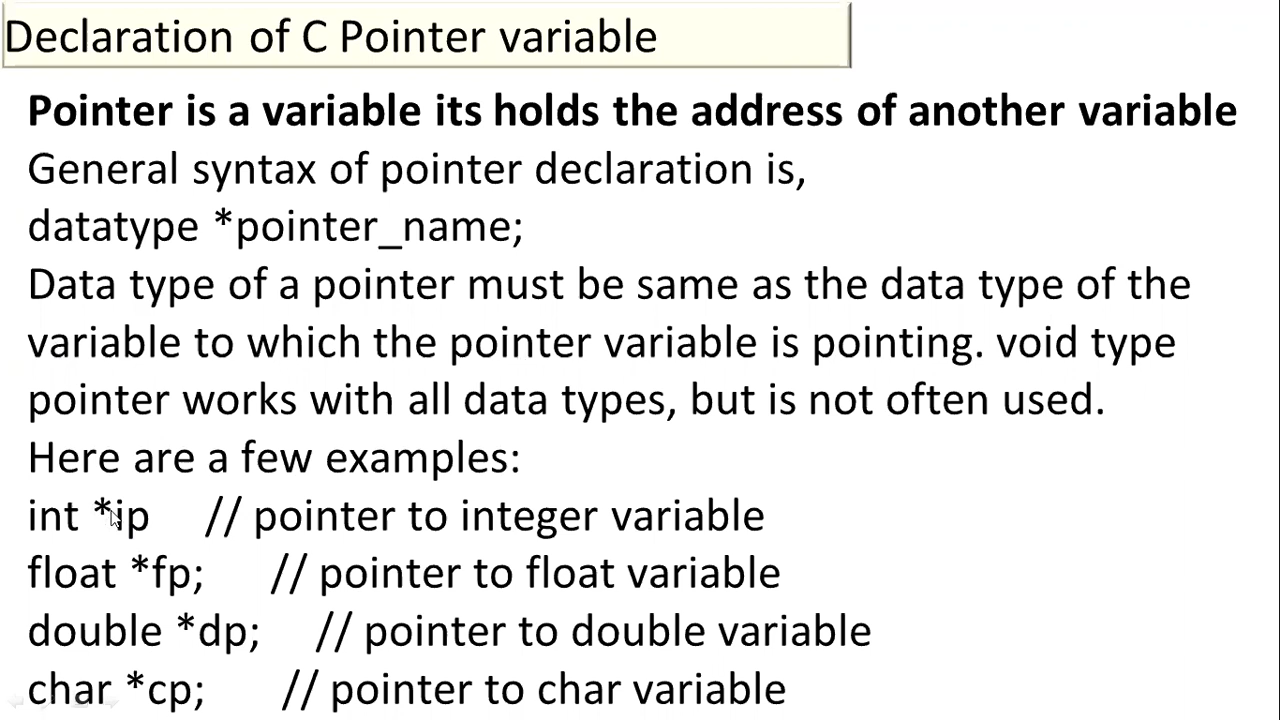 Declaration of C Pointer variable
Pointer is a variable its holds the address of another variable
General syntax of pointer declaration is,
datatype *pointer_name;
Data type of a pointer must be same as the data type of the
variable to which the pointer variable is pointing. void type
pointer works with all data types, but is not often used.
Here are a few examples:
int *ip // pointer to integer variable
float *fp; // pointer to float variable
double *dp; // pointer to double variable
char *cp; // pointer to char variable